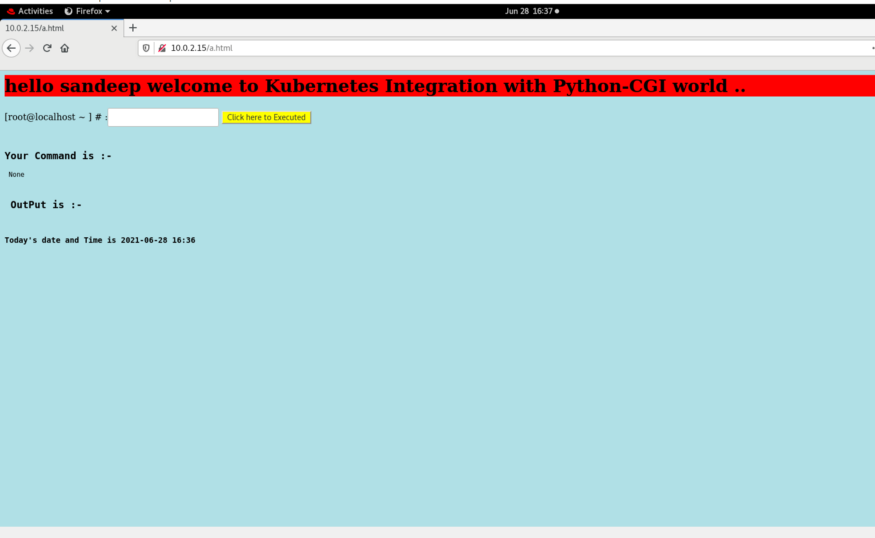 Activities Firefox Jun 28 16:37
10.0.2.15/a.html
10.0.2.15/a.html
hello sandeep welcome to Kubernetes Integration with Python-CGI world ..
[root@localhost ~ ] # : Click here to Executed
Your Command is :-
None
OutPut is :-
Today's date and Time is 2021-06-28 16:36